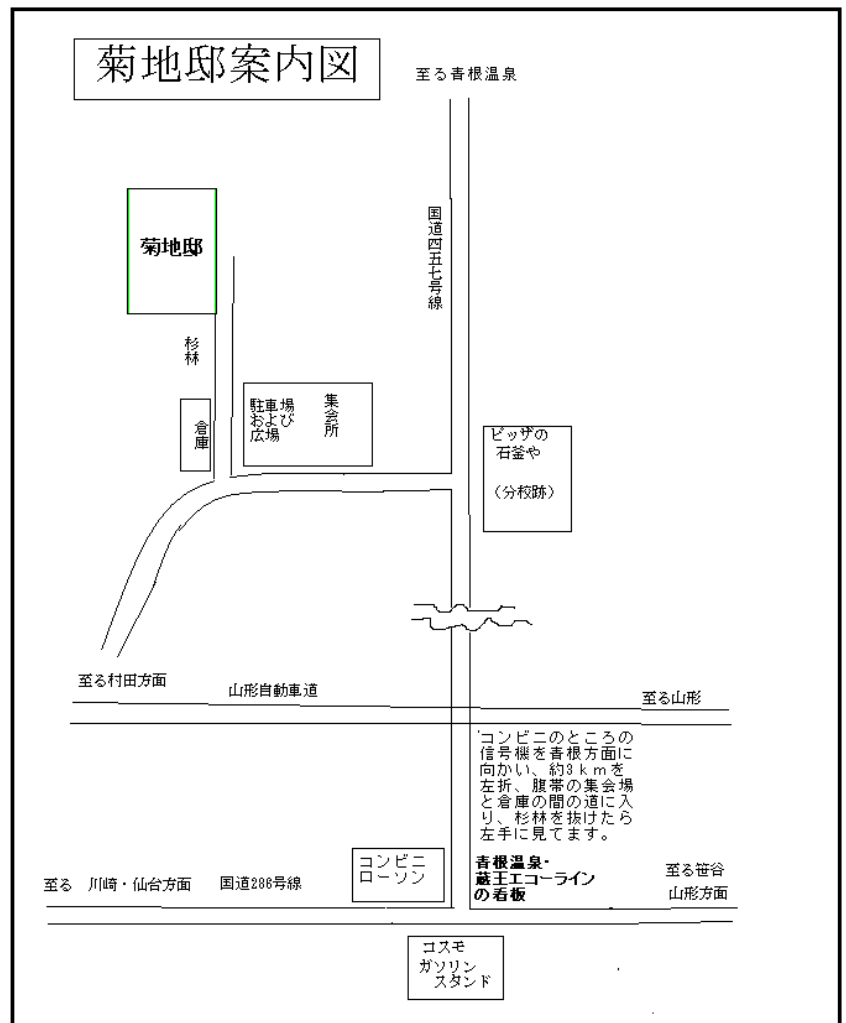 菊地邸案内図
至る青根温泉
菊地邸
国道四五七号線
杉林
倉庫
駐車場
および
広場
集会所
ピッザの
石釜や
（分校跡）
至る村田方面
山形自動車道
至る山形
コンビニのところの
信号機を青根方面に
向かい、約3kmを
左折、腹帯の集会場
と倉庫の間の道に入
り、杉林を抜けたら
左手に見てます。
コンビニ
ローソン
青根温泉・
蔵王エコーライン
の看板
至る笹谷
山形方面
至る 川崎・仙台方面
国道286号線
コスモ
ガソリン
スタンド